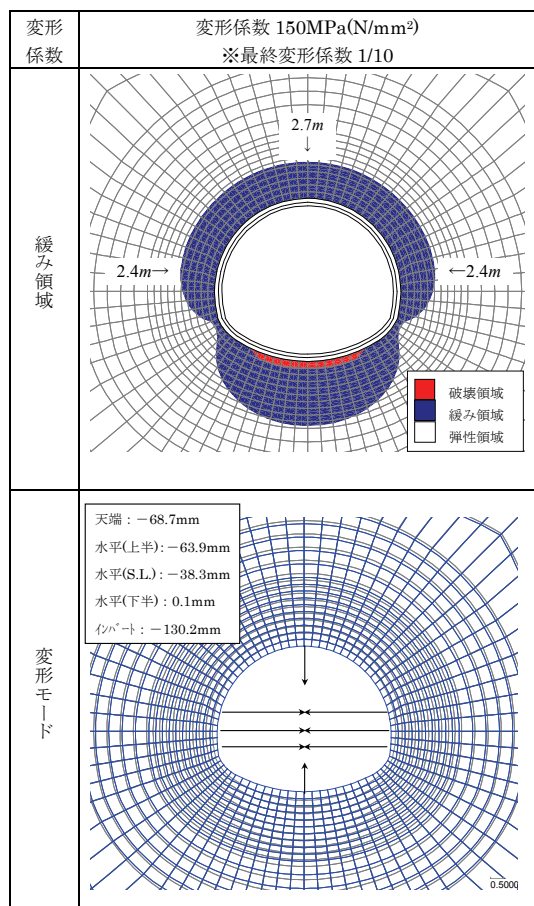 変形
係数
変形係数 150MPa(N/mm²)
※最終変形係数 1/10
緩み領域
2.7m
↓
2.4m→
←2.4m
破壊領域
緩み領域
弾性領域
変形モード
天端：－68.7mm
水平(上半)：－63.9mm
水平(S.L.)：－38.3mm
水平(下半)：0.1mm
ｲﾝﾊﾞｰﾄ：－130.2mm
0.5000